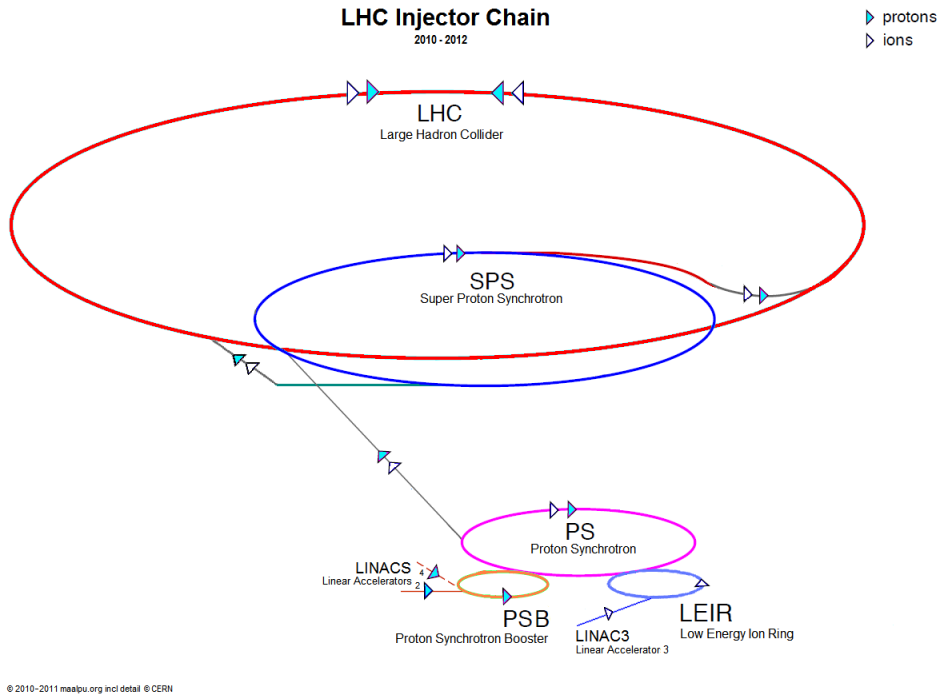 LHC Injector Chain
2010 - 2012
protons
ions
LHC
Large Hadron Collider
SPS
Super Proton Synchrotron
PS
Proton Synchrotron
LINACS
4
Linear Accelerators
2
PSB
Proton Synchrotron Booster
LEIR
Low Energy Ion Ring
LINAC3
Linear Accelerator 3
© 2010-2011 maalpu.org incl detail © CERN